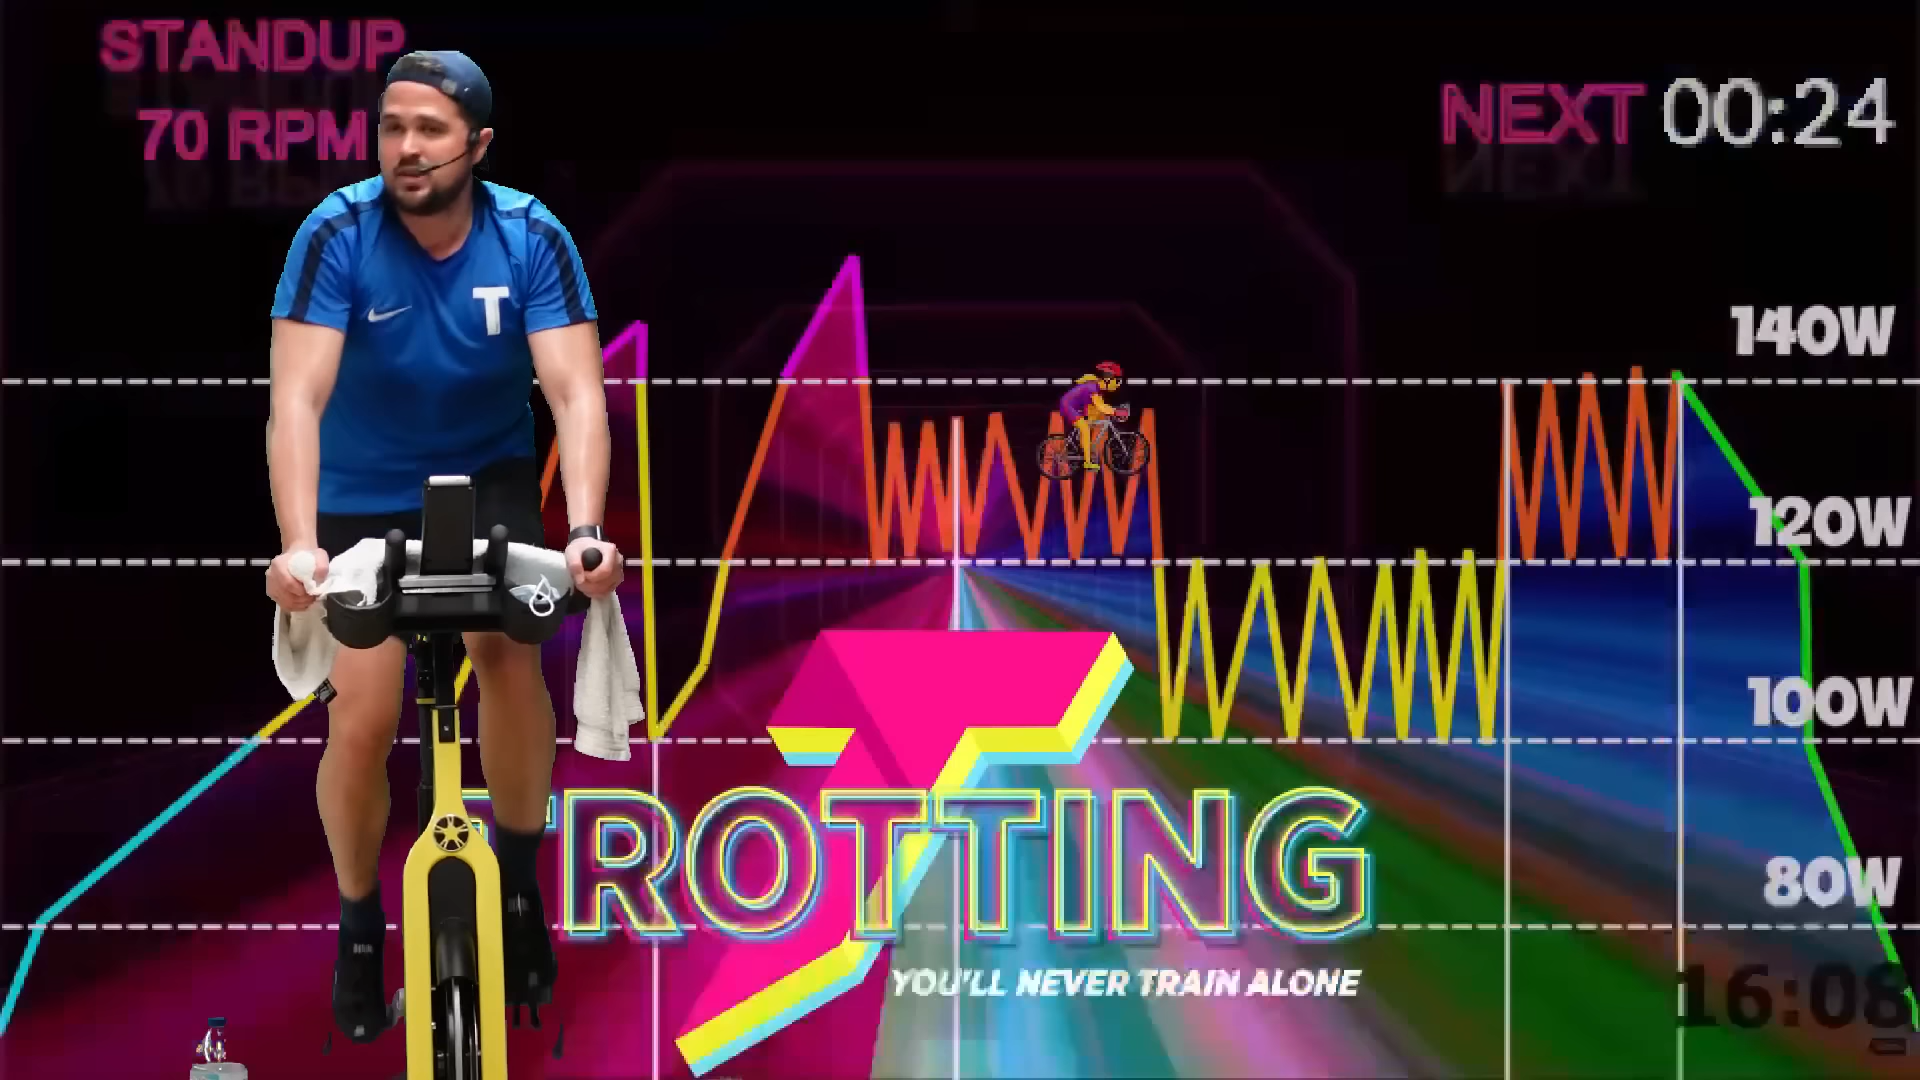 STANDUP
70 RPM
NEXT 00:24
140W
120W
100W
80W
T
TROTTING
YOU'LL NEVER TRAIN ALONE
16:08